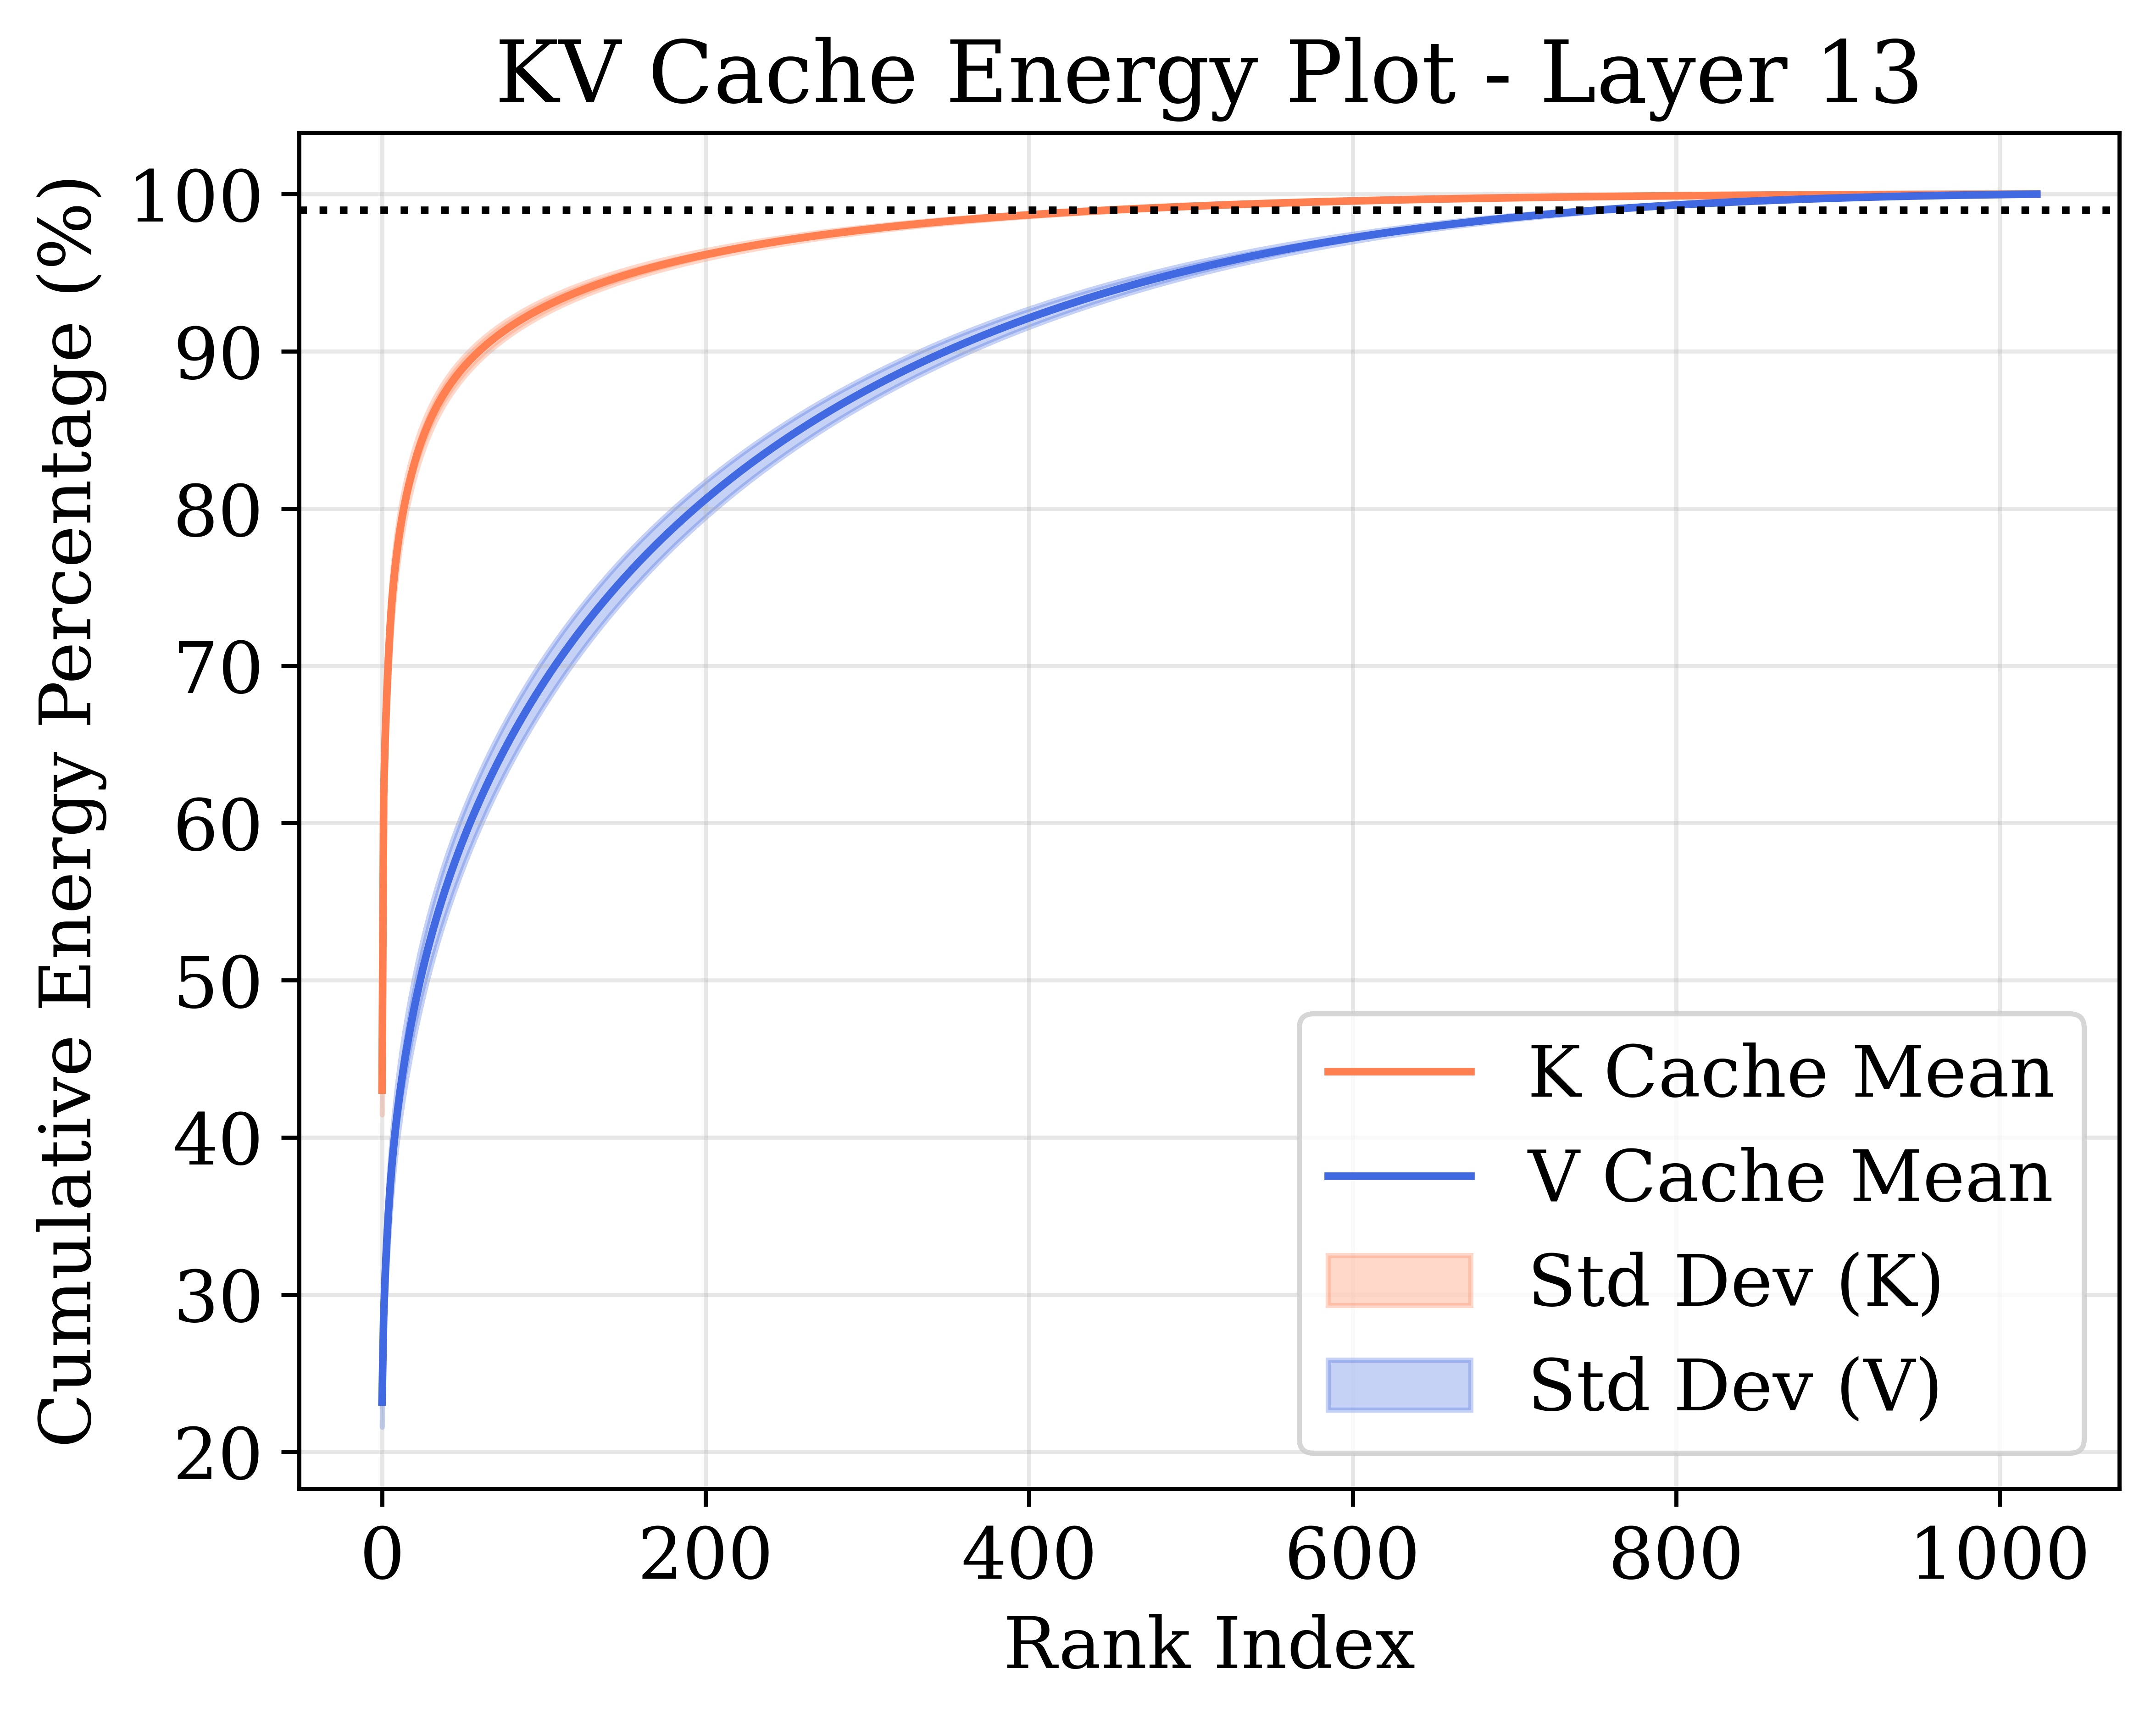 KV Cache Energy Plot - Layer 13
Cumulative Energy Percentage (%)
100
90
80
70
60
50
40
30
20
K Cache Mean
V Cache Mean
Std Dev (K)
Std Dev (V)
0 200 400 600 800 1000
Rank Index